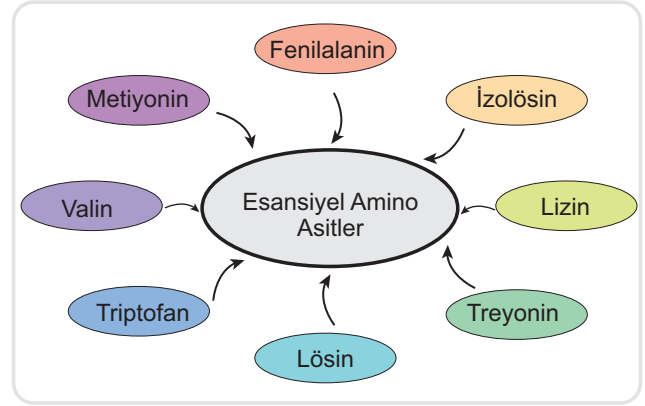 Fenilalanin
Metiyonin
İzolösin
Valin
Esansiyel Amino
Asitler
Lizin
Triptofan
Treyonin
Lösin